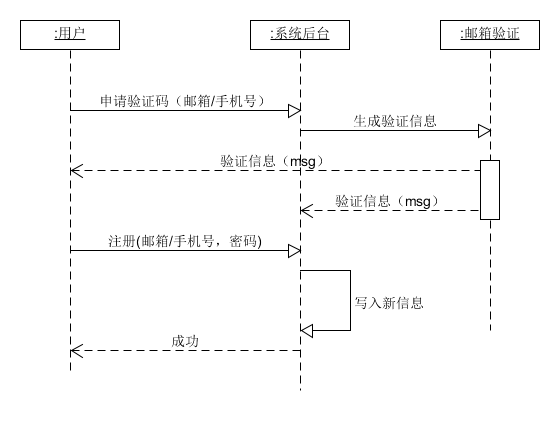 :用户
:系统后台
:邮箱验证
申请验证码（邮箱/手机号）
生成验证信息
验证信息（msg）
验证信息（msg）
注册(邮箱/手机号，密码)
写入新信息
成功